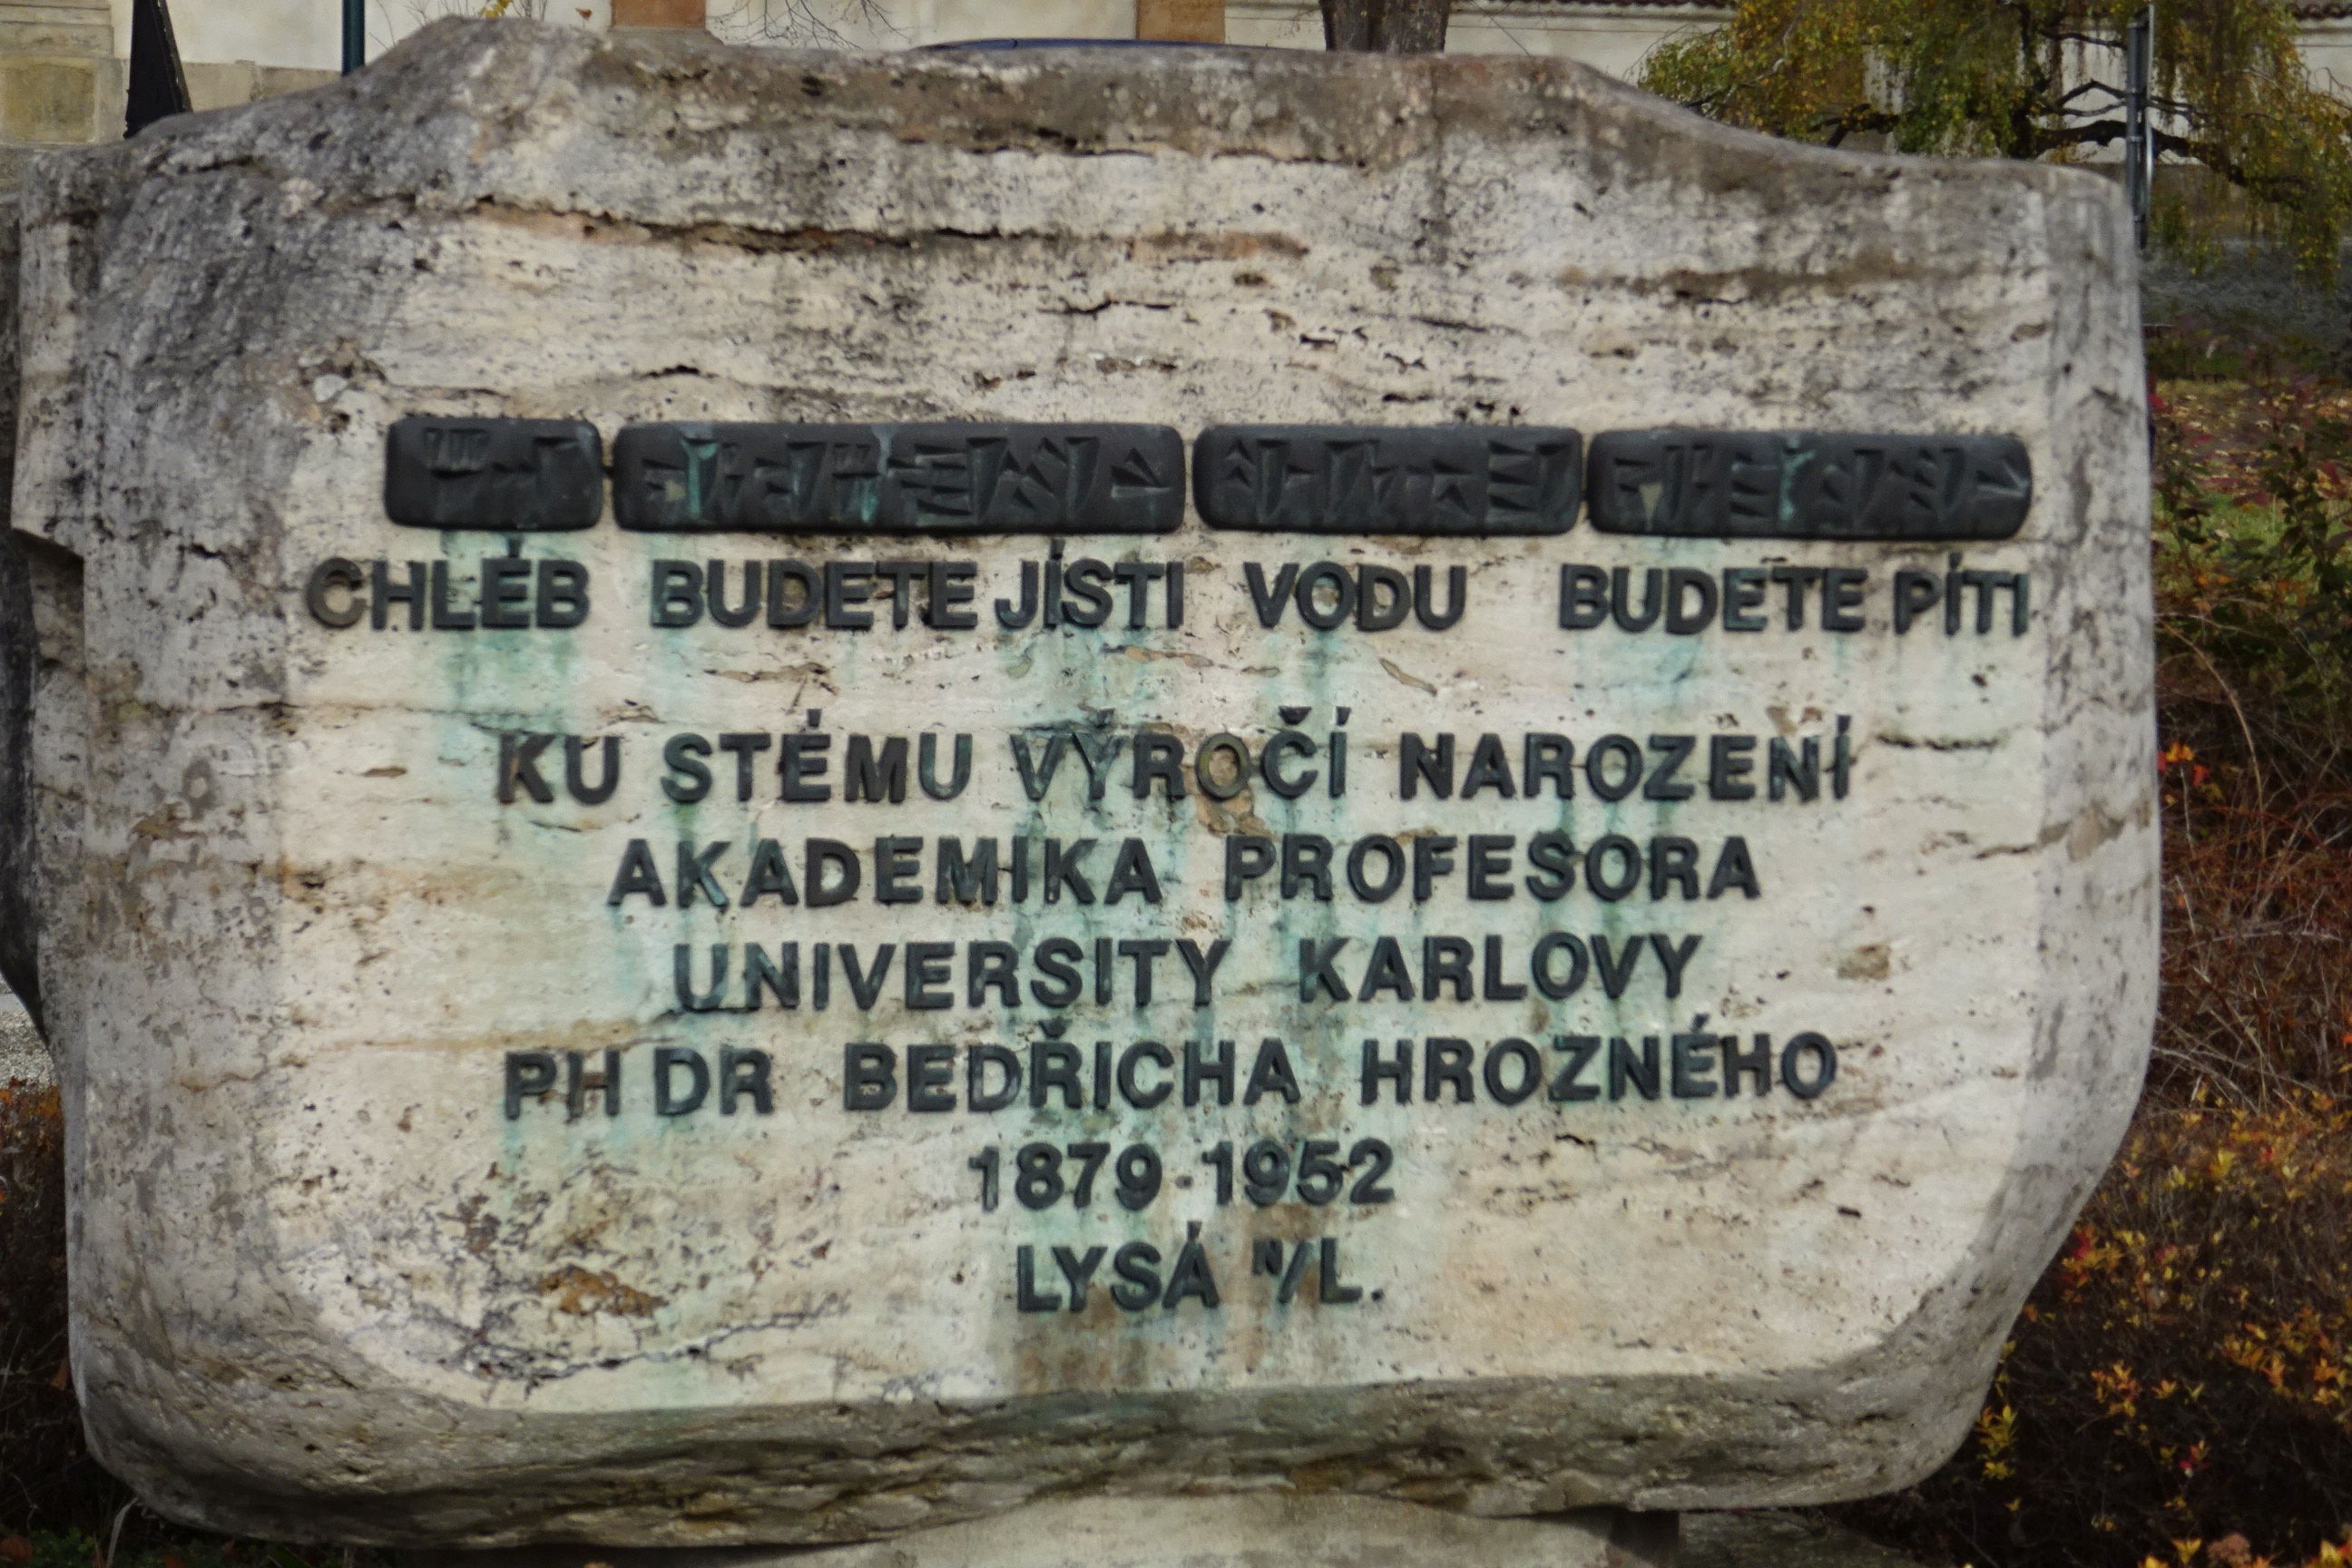 CHLÉB BUDETE JÍSTI VODU BUDETE PÍTI
KU STÉMU VÝROČÍ NAROZENÍ
AKADEMIKA PROFESORA
UNIVERSITY KARLOVY
PH DR BEDŘICHA HROZNÉHO
1879-1952
LYSÁ N/L.